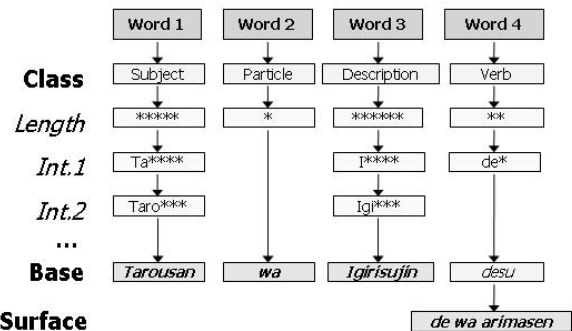 Word 1 Word 2 Word 3 Word 4
Class Subject Particle Description Verb
Length ***** * ****** **
Int.1 Ta**** I**** de*
Int.2 Taro*** Igi***
...
Base Tarousan wa Igirisujin desu
Surface de wa arimasen